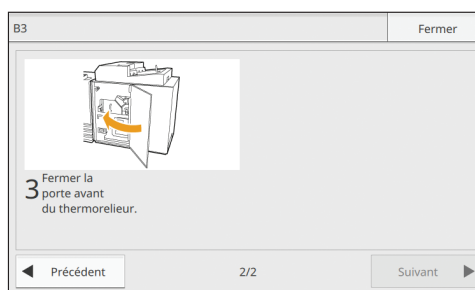 B3
Fermer
3 Fermer la
porte avant
du thermorelieur.
Précédent
2/2
Suivant